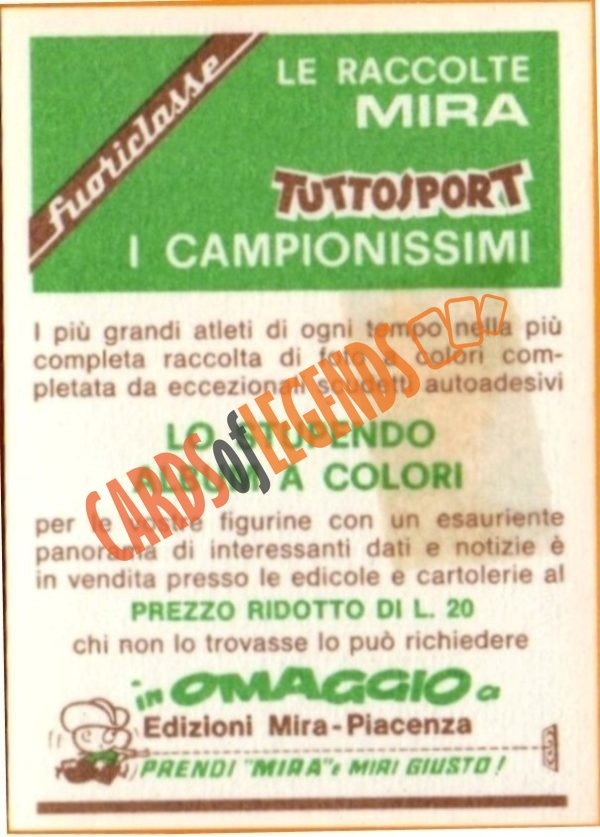 fuoriclasse
LE RACCOLTE
MIRA
TUTTOSPORT
I CAMPIONISSIMI
I più grandi atleti di ogni tempo nella più
completa raccolta di foto a colori com-
pletata da eccezionali scudetti autoadesivi
LO STUPENDO
ALBUM A COLORI
CARDS of LEGENDS
per le vostre figurine con un esauriente
panorama di interessanti dati e notizie è
in vendita presso le edicole e cartolerie al
PREZZO RIDOTTO DI L. 20
chi non lo trovasse lo può richiedere
in OMAGGIO a
Edizioni Mira-Piacenza
PRENDI "MIRA" e MIRI GIUSTO!